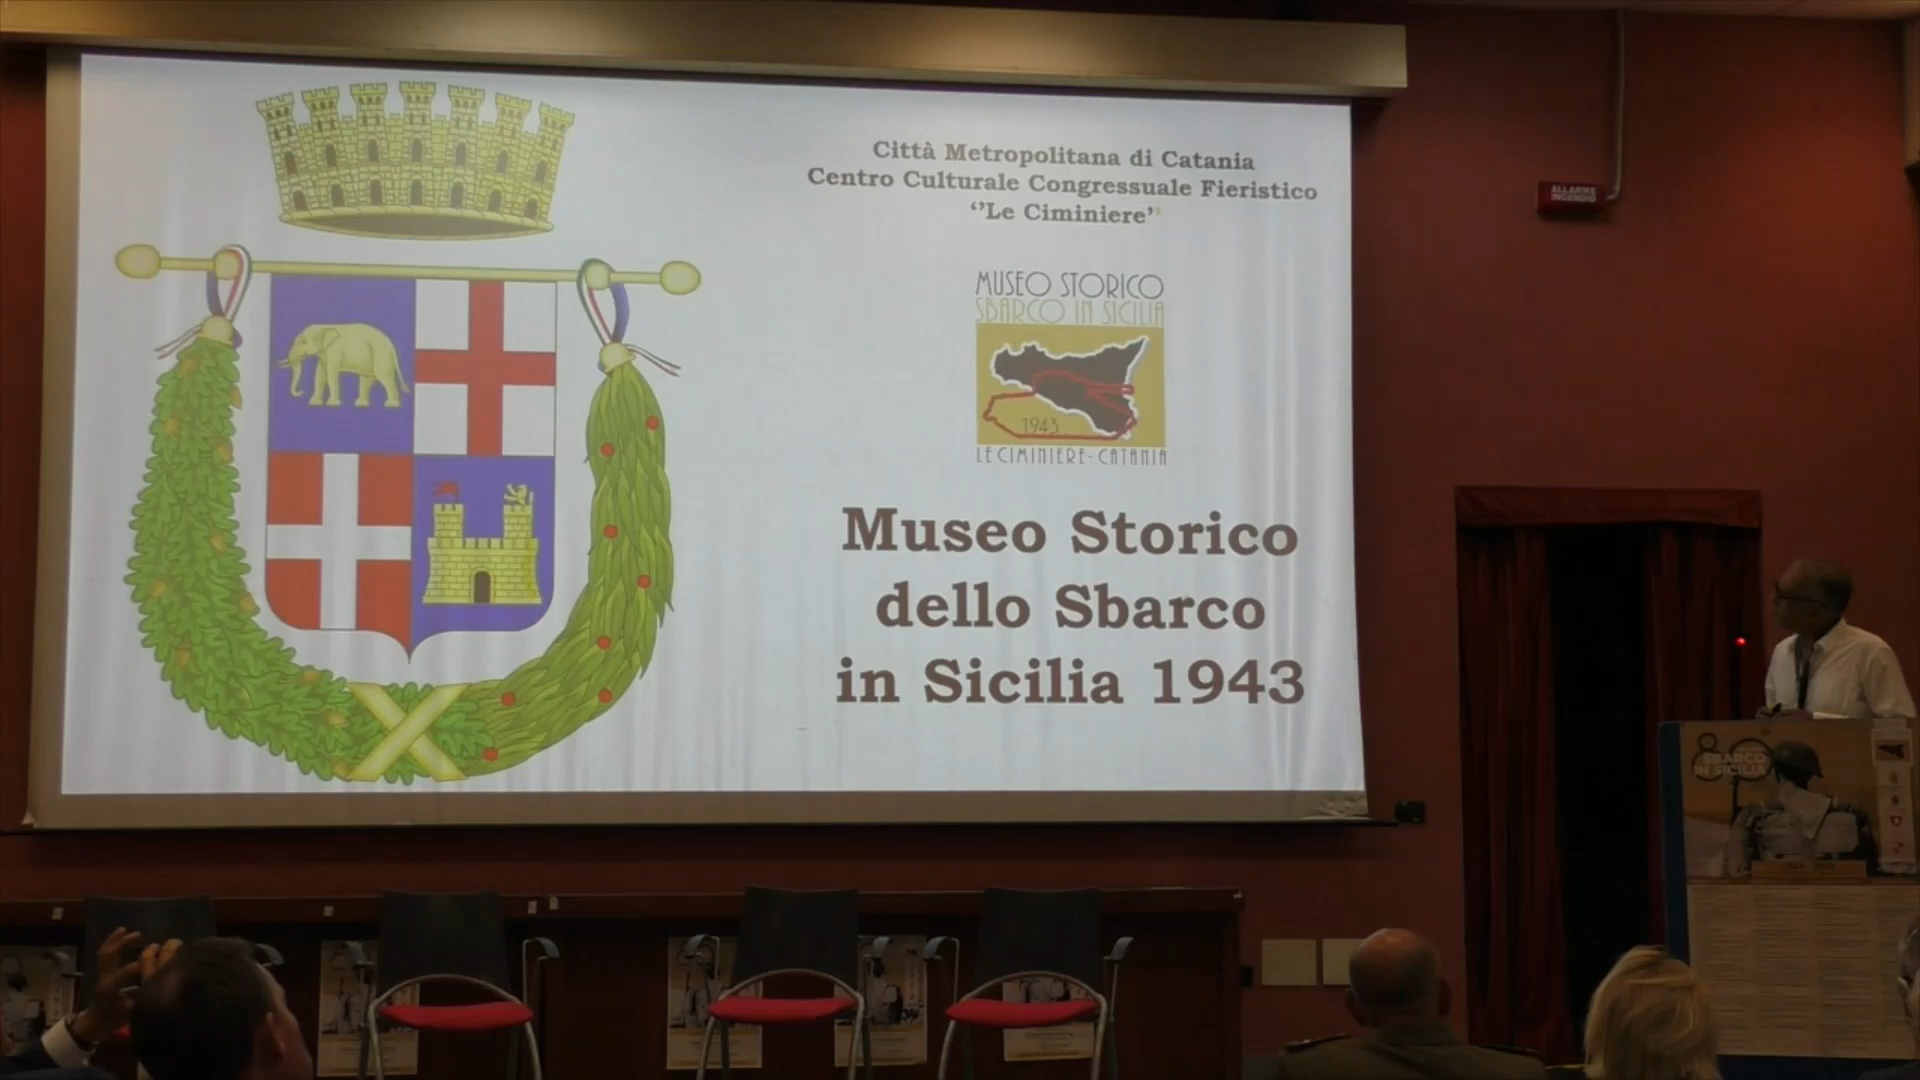 Città Metropolitana di Catania
Centro Culturale Congressuale Fieristico
‘’Le Ciminiere’’
MUSEO STORICO
SBARCO IN SICILIA
1943
LE CIMINIERE-CATANIA
Museo Storico
dello Sbarco
in Sicilia 1943
ALLARME
INCENDIO
SBARCO
IN SICILIA